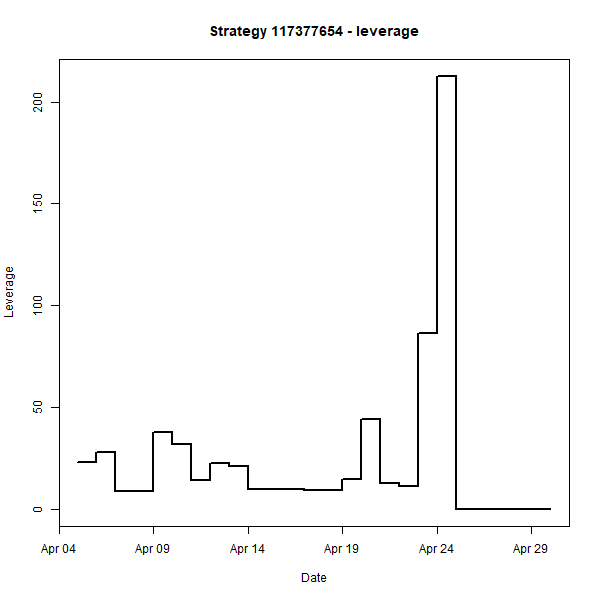 Strategy 117377654 - leverage
Leverage
200
150
100
50
0
Apr 04 Apr 09 Apr 14 Apr 19 Apr 24 Apr 29
Date